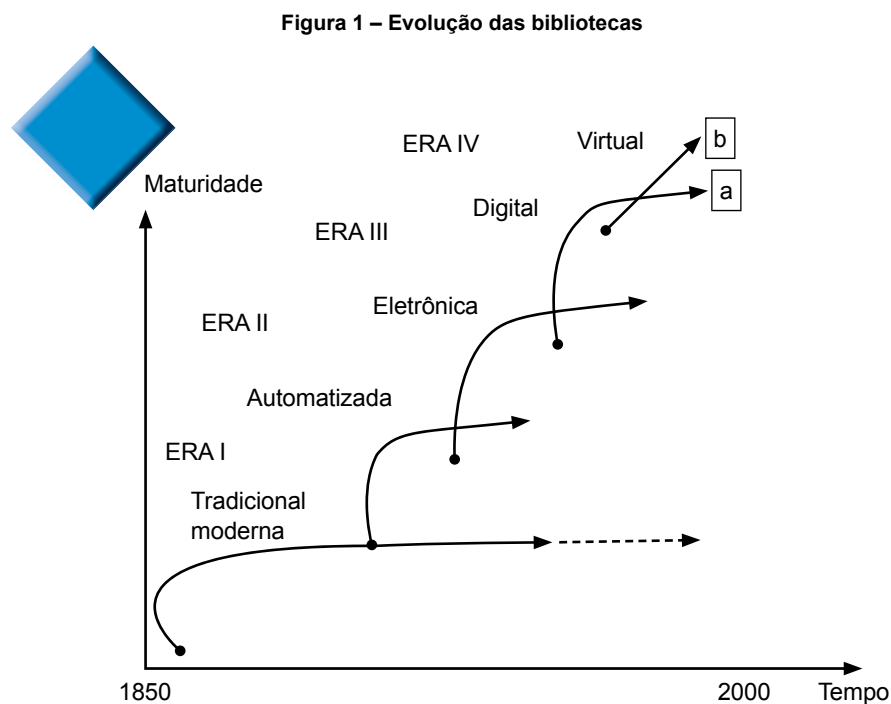 Figura 1 – Evolução das bibliotecas
ERA IV
Virtual
b
Maturidade
a
Digital
ERA III
Eletrônica
ERA II
Automatizada
ERA I
Tradicional
moderna
1850
2000
Tempo